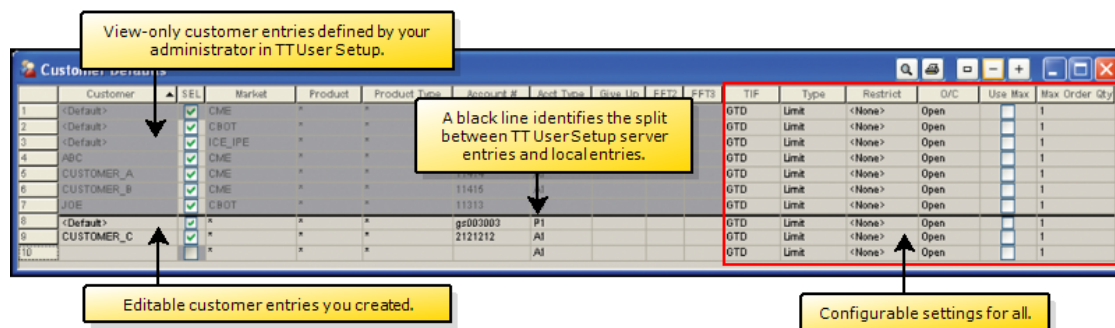 View-only customer entries defined by your
administrator in TT User Setup.
Customer Defaults
Customer SEL Market Product Product Type Account # Acct Type Give Up FFT2 FFT3 TIF Type Restrict O/C Use Max Max Order Qty
1 <Default> CME * * GTD Limit <None> Open 1
2 <Default> CBOT * * GTD Limit <None> Open 1
3 <Default> ICE_IPE * * GTD Limit <None> Open 1
4 ABC CME * * GTD Limit <None> Open 1
5 CUSTOMER_A CME * * 11414 GTD Limit <None> Open 1
6 CUSTOMER_B CME * * 11415 A1 GTD Limit <None> Open 1
7 JOE CBOT * * 11313 GTD Limit <None> Open 1
8 <Default> * * * gs003003 P1 GTD Limit <None> Open 1
9 CUSTOMER_C * * * 2121212 A1 GTD Limit <None> Open 1
10 * * * A1 GTD Limit <None> Open 1
A black line identifies the split
between TT User Setup server
entries and local entries.
Editable customer entries you created.
Configurable settings for all.